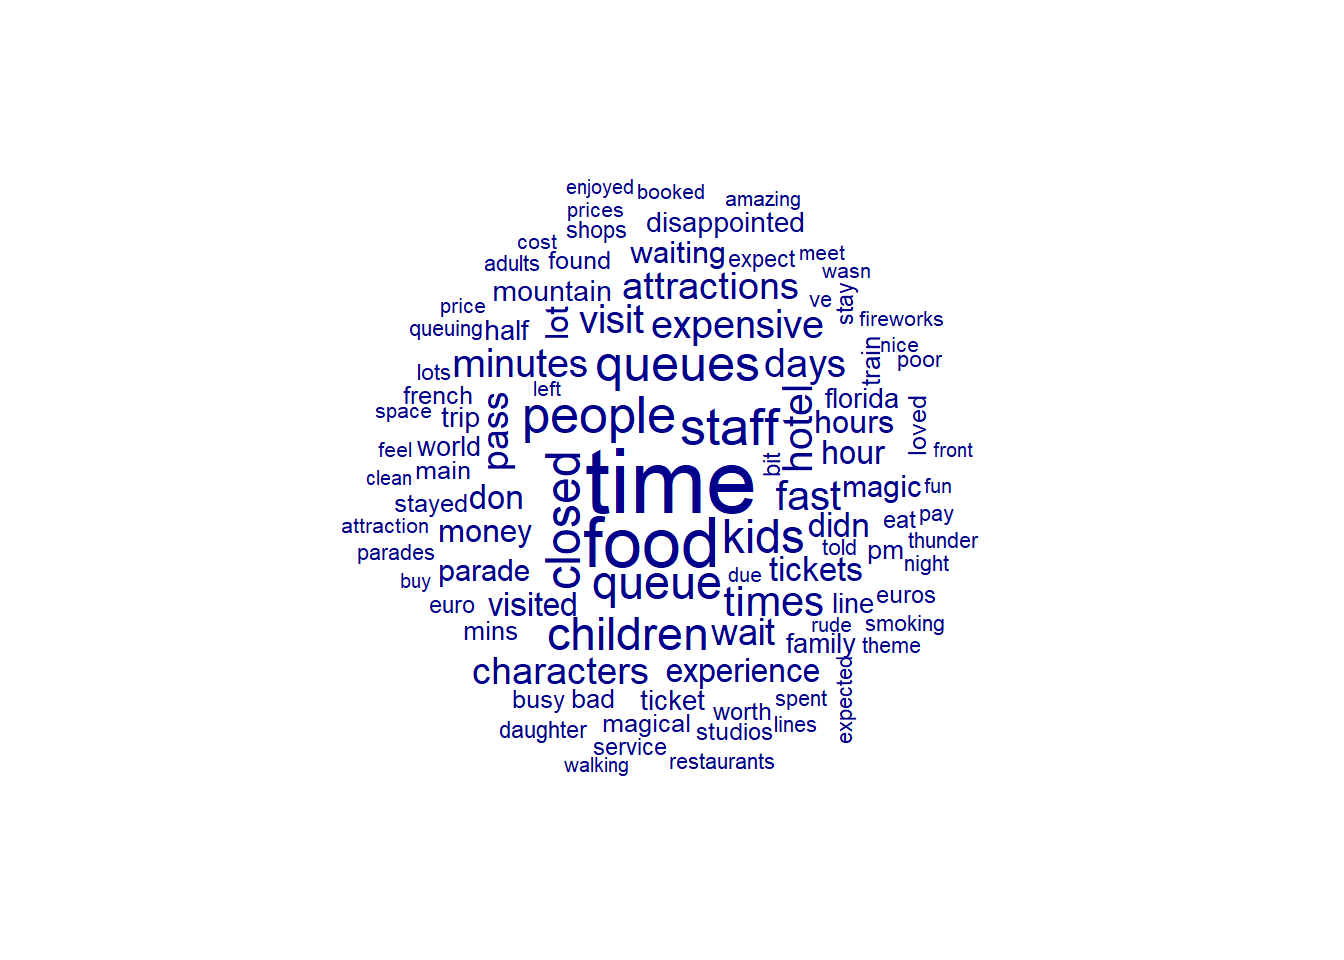 enjoyed
booked
amazing
prices
shops
disappointed
cost
waiting
expect
meet
adults
found
wasn
mountain
attractions
ve
stay
price
lot
visit
expensive
fireworks
queuing
half
nice
lots
minutes
queues
days
train
poor
french
left
hotel
florida
space
trip
pass
people
staff
hours
loved
feel
world
hour
front
clean
main
closed
time
bit
fast
magic
fun
stayed
don
attraction
money
food
kids
didn
eat
pay
parades
told
pm
thunder
buy
parade
queue
due
tickets
night
euro
visited
times
line
euros
mins
children
wait
rude
smoking
family
theme
characters
experience
expected
busy
bad
ticket
worth
spent
daughter
magical
studios
lines
service
walking
restaurants